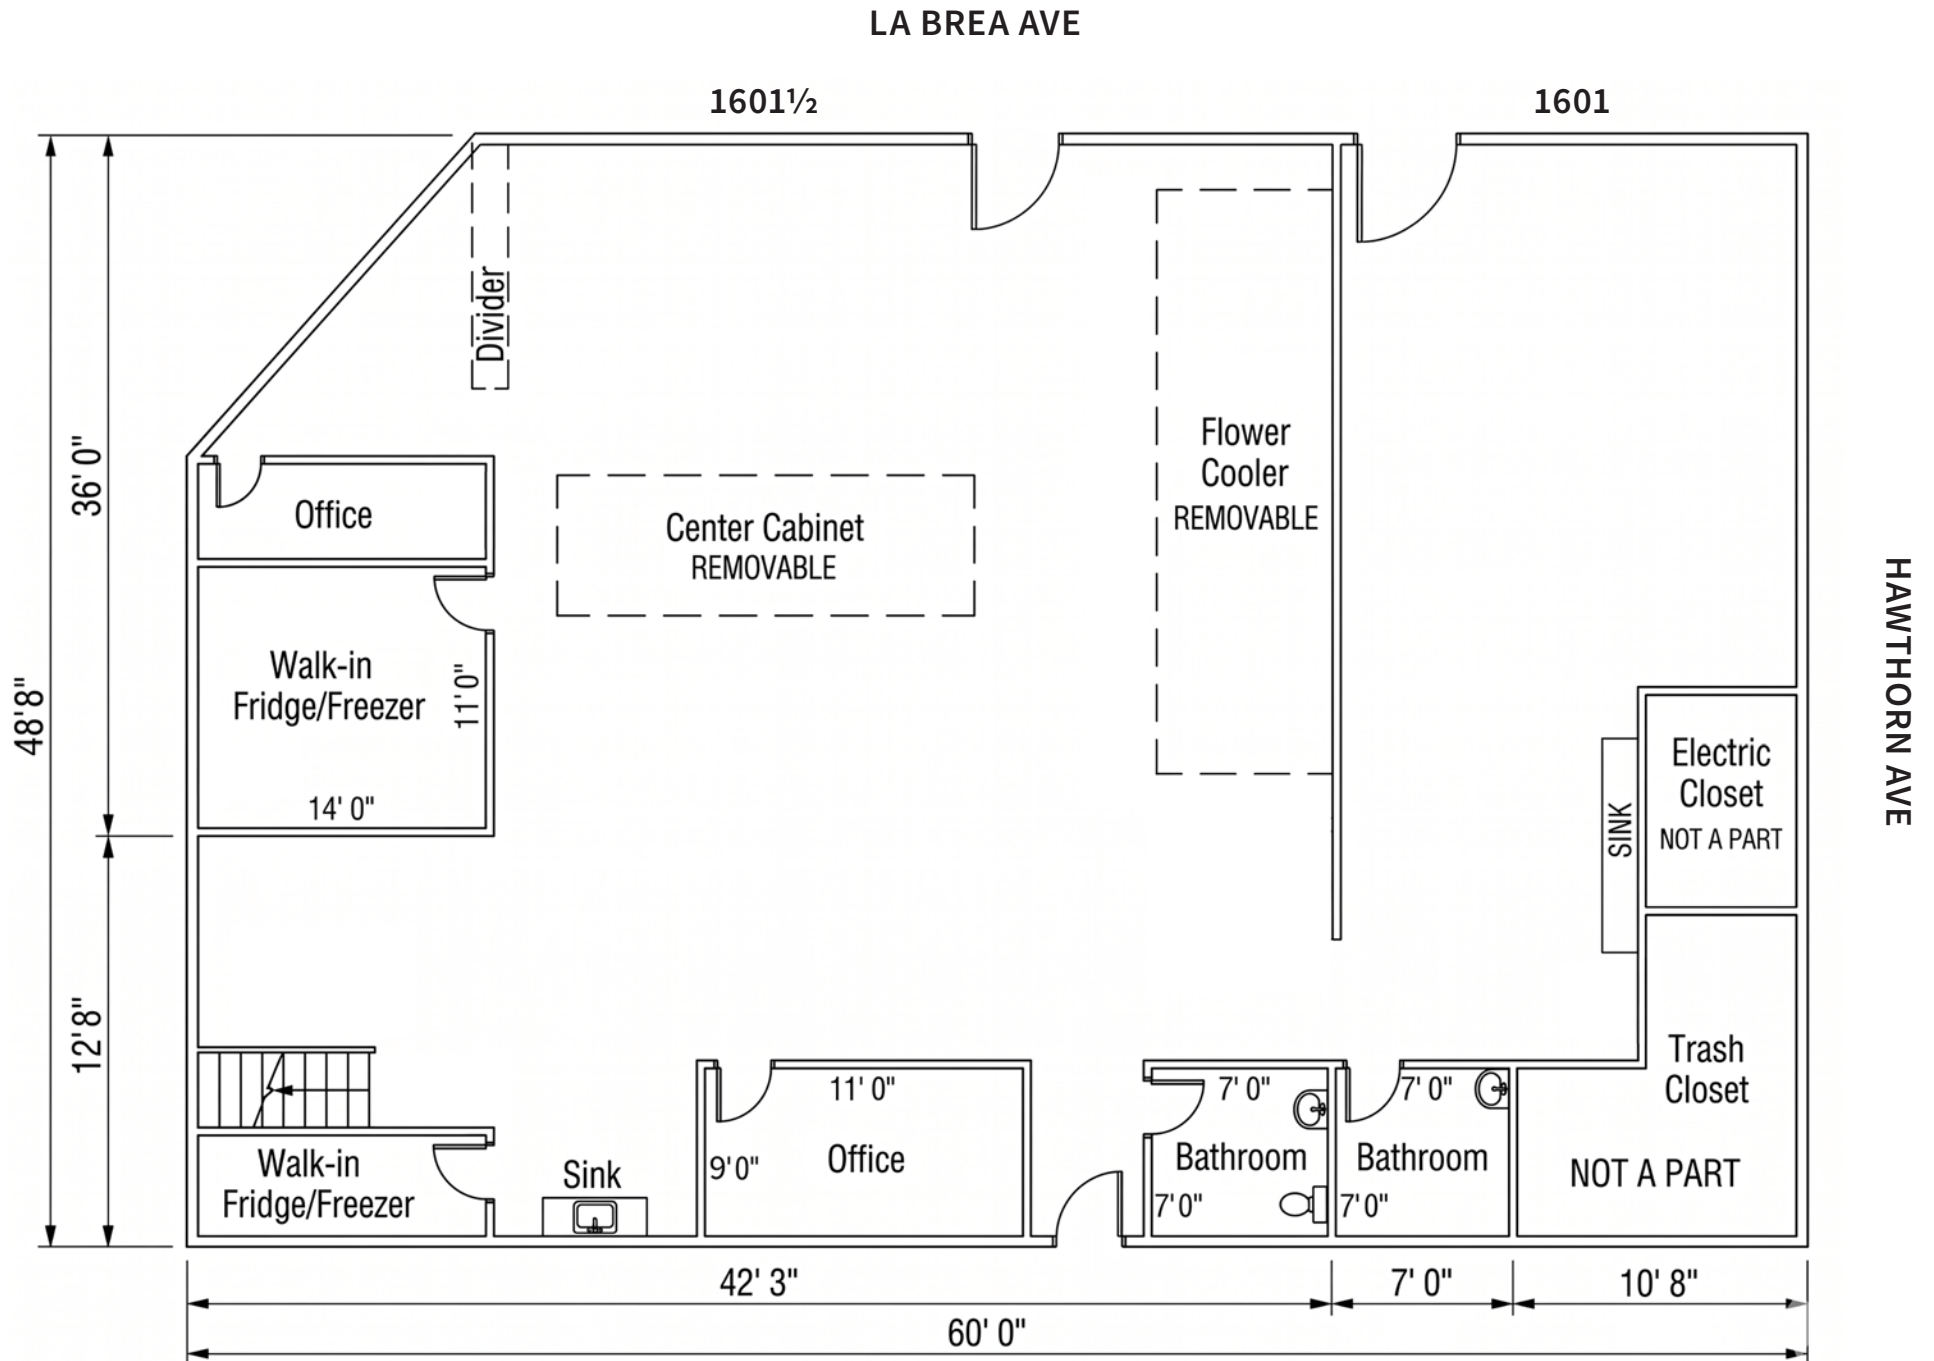 LA BREA AVE
1601½
1601
Divider
Flower
Cooler
REMOVABLE
36' 0"
Office
Center Cabinet
REMOVABLE
HAWTHORN AVE
48'8"
Walk-in
Fridge/Freezer
11'0"
14' 0"
Electric
Closet
NOT A PART
SINK
12'8"
Trash
Closet
NOT A PART
11' 0"
9'0"
Office
7' 0"
Bathroom
7'0"
7' 0"
Bathroom
7'0"
Walk-in
Fridge/Freezer
Sink
42' 3"
7' 0"
10' 8"
60' 0"